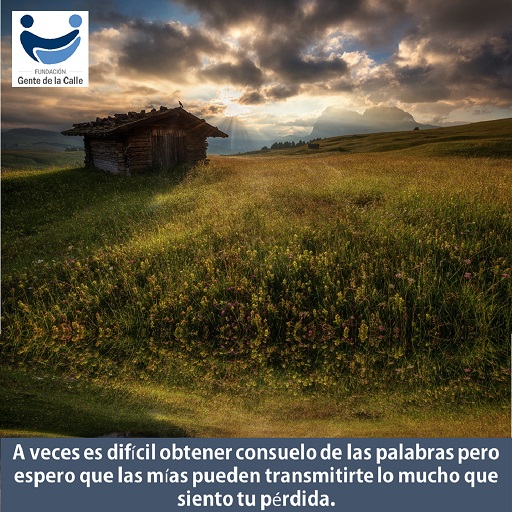 FUNDACIÓN
Gente de la Calle
A veces es difícil obtener consuelo de las palabras pero
espero que las mías pueden transmitirte lo mucho que
siento tu pérdida.